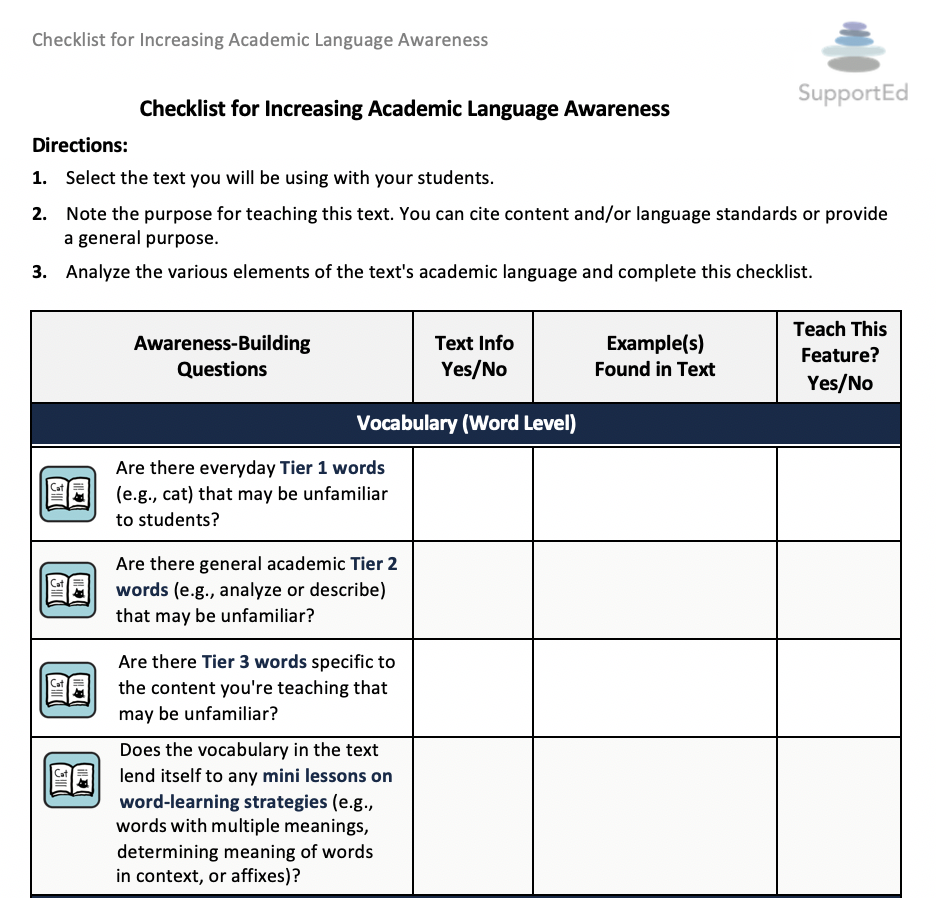 Checklist for Increasing Academic Language Awareness
SupportEd
Checklist for Increasing Academic Language Awareness
Directions:
1. Select the text you will be using with your students.
2. Note the purpose for teaching this text. You can cite content and/or language standards or provide
a general purpose.
3. Analyze the various elements of the text's academic language and complete this checklist.
Awareness-Building
Questions
Text Info
Yes/No
Example(s)
Found in Text
Teach This
Feature?
Yes/No
Vocabulary (Word Level)
Cat
Are there everyday Tier 1 words
(e.g., cat) that may be unfamiliar
to students?
Cat
Are there general academic Tier 2
words (e.g., analyze or describe)
that may be unfamiliar?
Cat
Are there Tier 3 words specific to
the content you're teaching that
may be unfamiliar?
Cat
Does the vocabulary in the text
lend itself to any mini lessons on
word-learning strategies (e.g.,
words with multiple meanings,
determining meaning of words
in context, or affixes)?